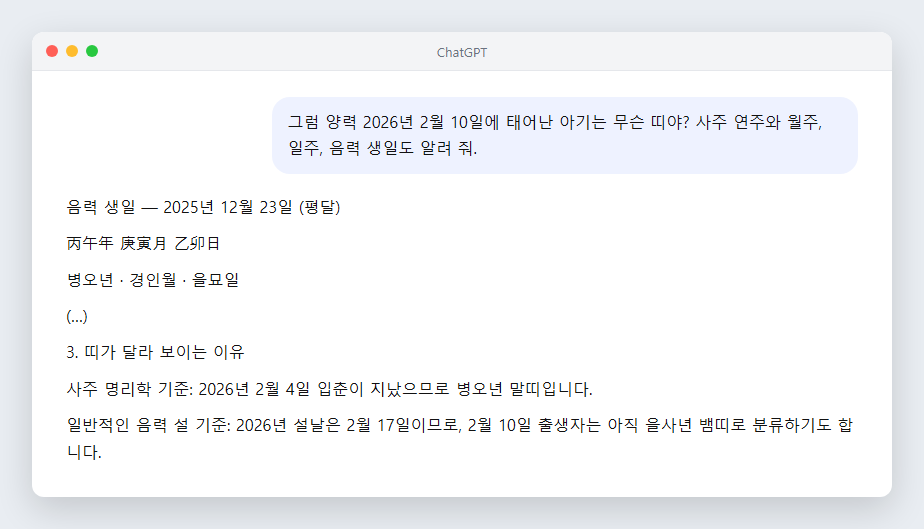 ChatGPT
그럼 양력 2026년 2월 10일에 태어난 아기는 무슨 띠야? 사주 연주와 월주,
일주, 음력 생일도 알려 줘.
음력 생일 — 2025년 12월 23일 (평달)
丙午年 庚寅月 乙卯日
병오년 · 경인월 · 을묘일
(...)
3. 띠가 달라 보이는 이유
사주 명리학 기준: 2026년 2월 4일 입춘이 지났으므로 병오년 말띠입니다.
일반적인 음력 설 기준: 2026년 설날은 2월 17일이므로, 2월 10일 출생자는 아직 을사년 뱀띠로 분류하기도 합
니다.